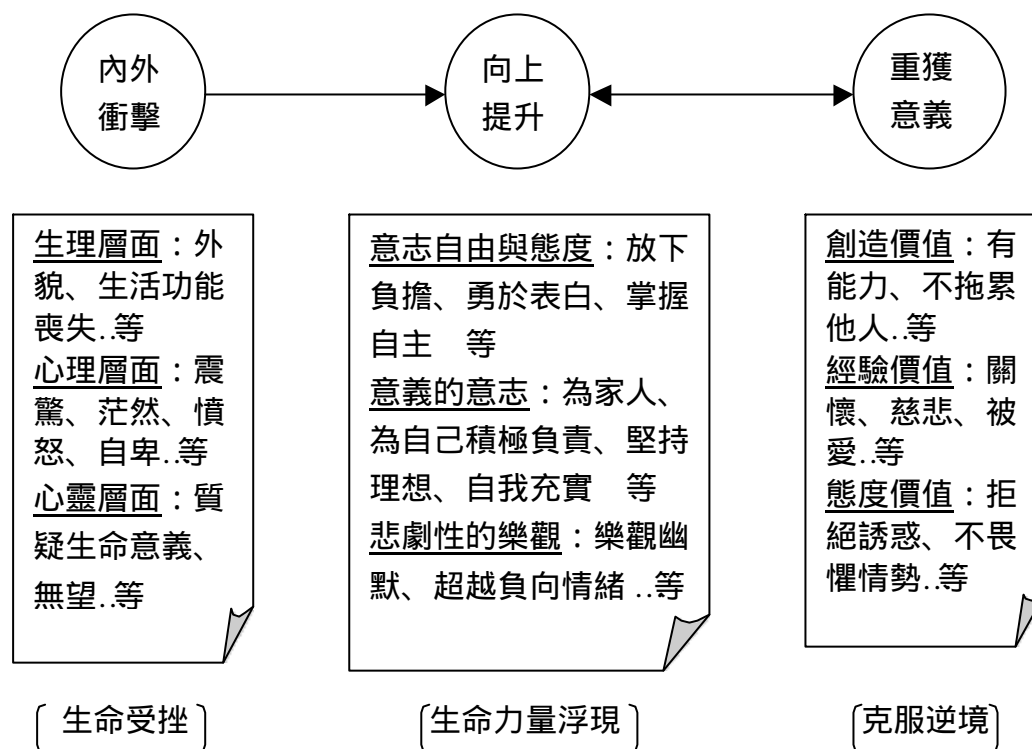 內外
衝擊
向上
提升
重獲
意義
生理層面：外
貌、生活功能
喪失..等
心理層面：震
驚、茫然、憤
怒、自卑..等
心靈層面：質
疑生命意義、
無望..等
意志自由與態度：放下
負擔、勇於表白、掌握
自主　等
意義的意志：為家人、
為自己積極負責、堅持
理想、自我充實　等
悲劇性的樂觀：樂觀幽
默、超越負向情緒..等
創造價值：有
能力、不拖累
他人..等
經驗價值：關
懷、慈悲、被
愛..等
態度價值：拒
絕誘惑、不畏
懼情勢..等
〔生命受挫〕
〔生命力量浮現〕
〔克服逆境〕